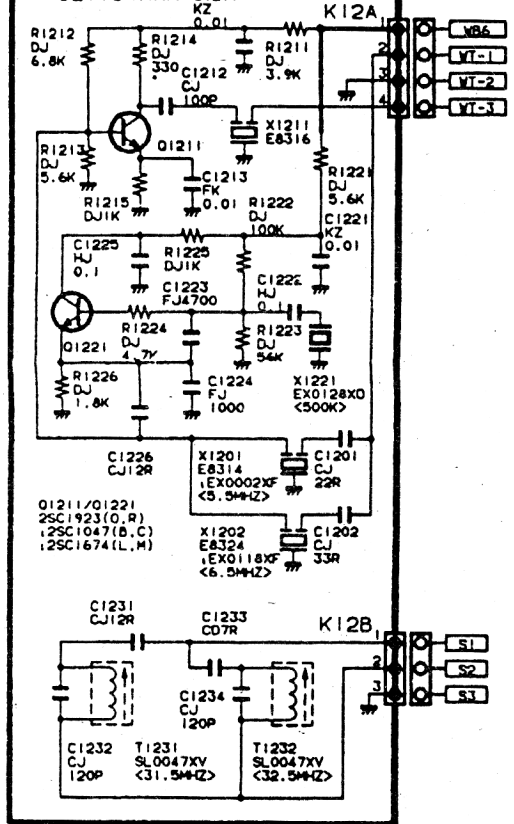 KZ
0.01
K12A
R1212
DJ
6.8K
R1214
DJ
330
C1212
CJ
100P
R1211
DJ
3.9K
1
2
3
4
WB6
WT-1
WT-2
WT-3
X1211
E8316
Q1211
R1213
DJ
5.6K
R1215
DJ1K
C1213
FK
0.01
R1221
DJ
5.6K
R1222
DJ
100K
C1221
KZ
0.01
C1225
HJ
0.1
R1225
DJ1K
C1223
FJ4700
C1222
HJ
0.1
Q1221
R1224
DJ
R1223
DJ
56K
R1226
DJ
1.8K
C1224
FJ
1000
X1221
EX0128XD
<500K>
C1226
CJ12R
X1201
E8314
¡EX0002XF
<5.5MHZ>
C1201
CJ
22R
Q1211/Q1221
2SC1923(O,R)
¡2SC1047(B,C)
¡2SC1674(L,M)
X1202
E8324
¡EX0118XF
<6.5MHZ>
C1202
CJ
33R
C1231
CJ12R
C1233
CD7R
K12B
1
2
3
S1
S2
S3
C1234
CJ
120P
C1232
CJ
120P
T1231
SL0047XV
<31.5MHZ>
T1232
SL0047XV
<32.5MHZ>